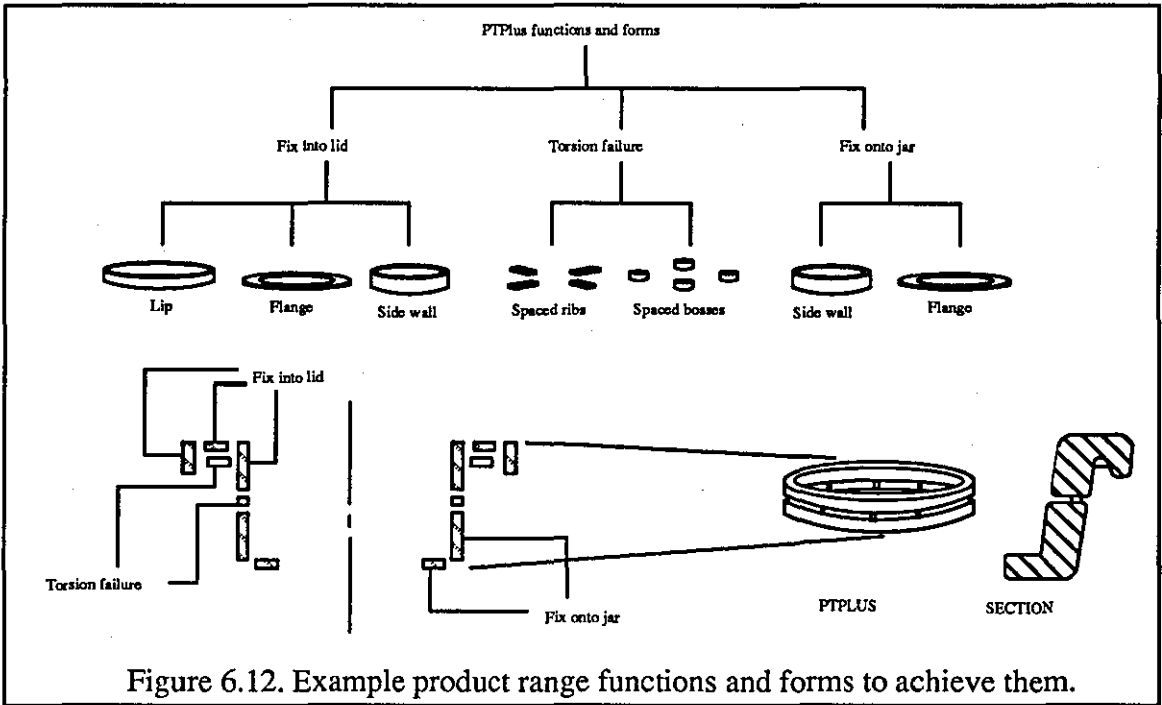 PTPlus functions and forms
Fix into lid
Torsion failure
Fix onto jar
Lip
Flange
Side wall
Spaced ribs
Spaced bosses
Side wall
Flange
Fix into lid
Torsion failure
Fix onto jar
PTPLUS
SECTION
Figure 6.12. Example product range functions and forms to achieve them.